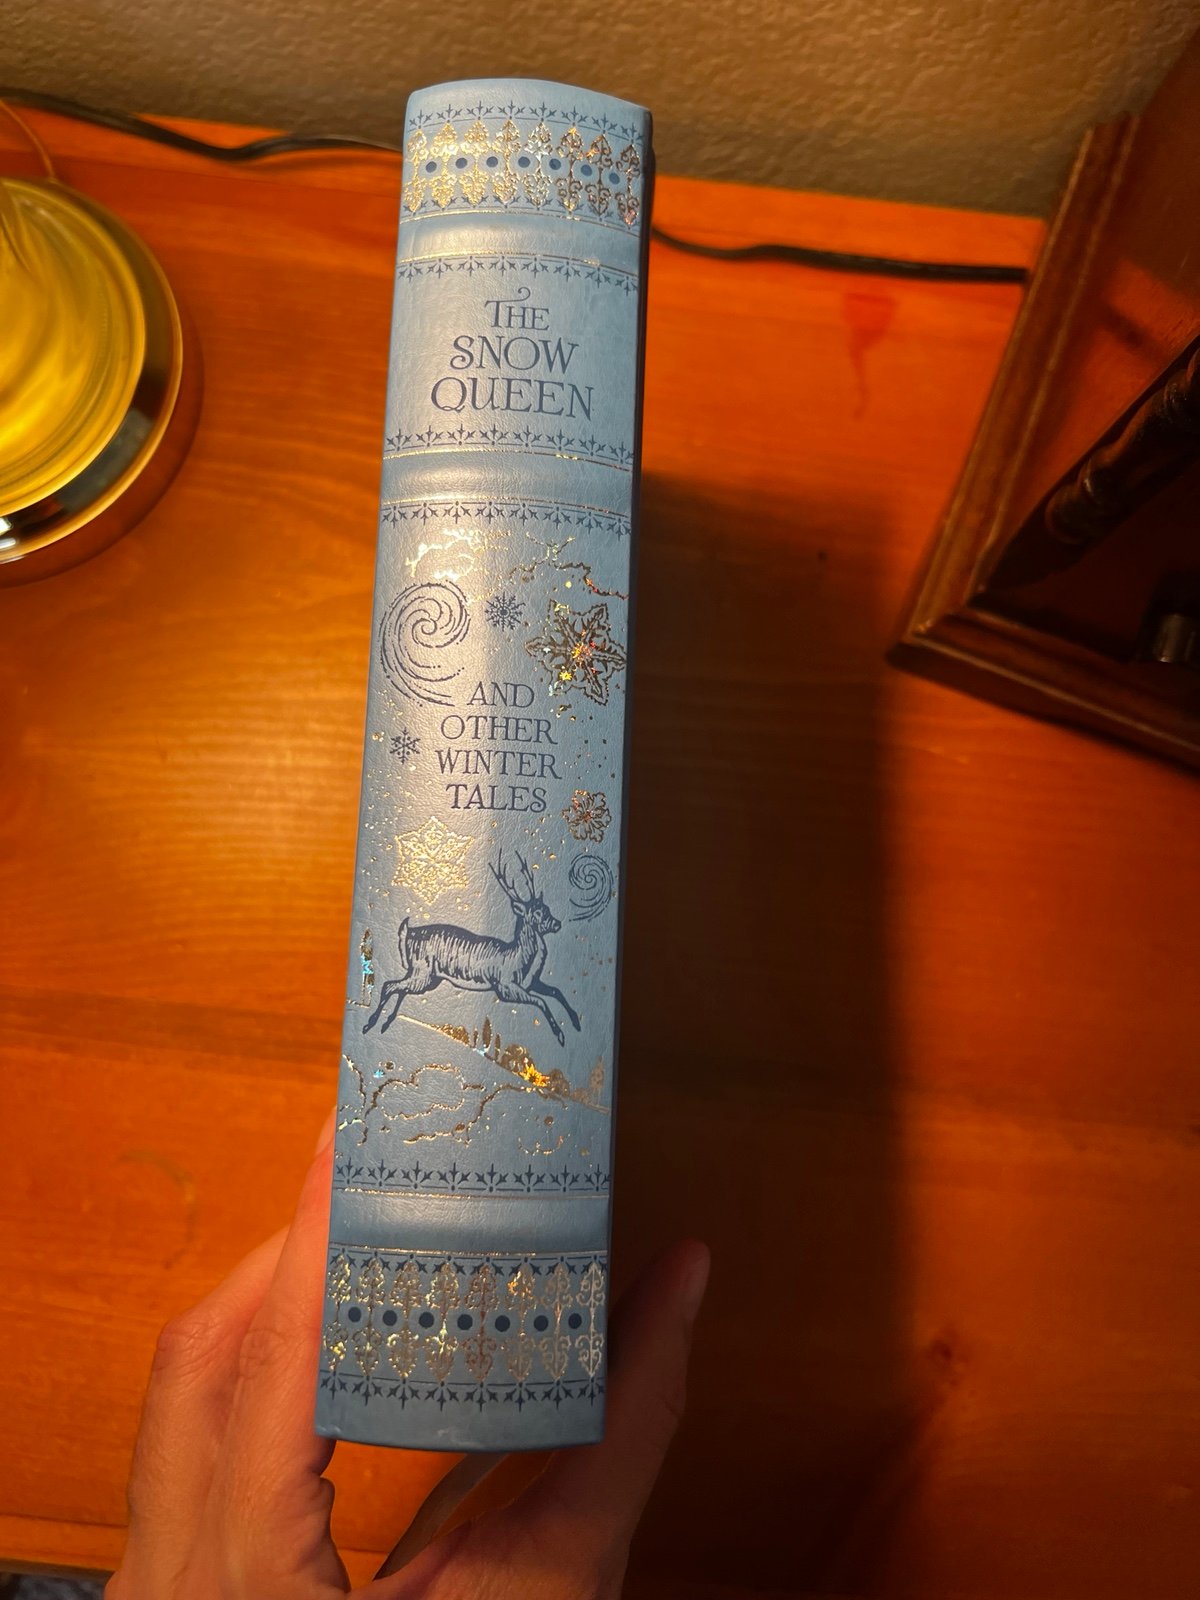 THE
SNOW
QUEEN
AND
OTHER
WINTER
TALES